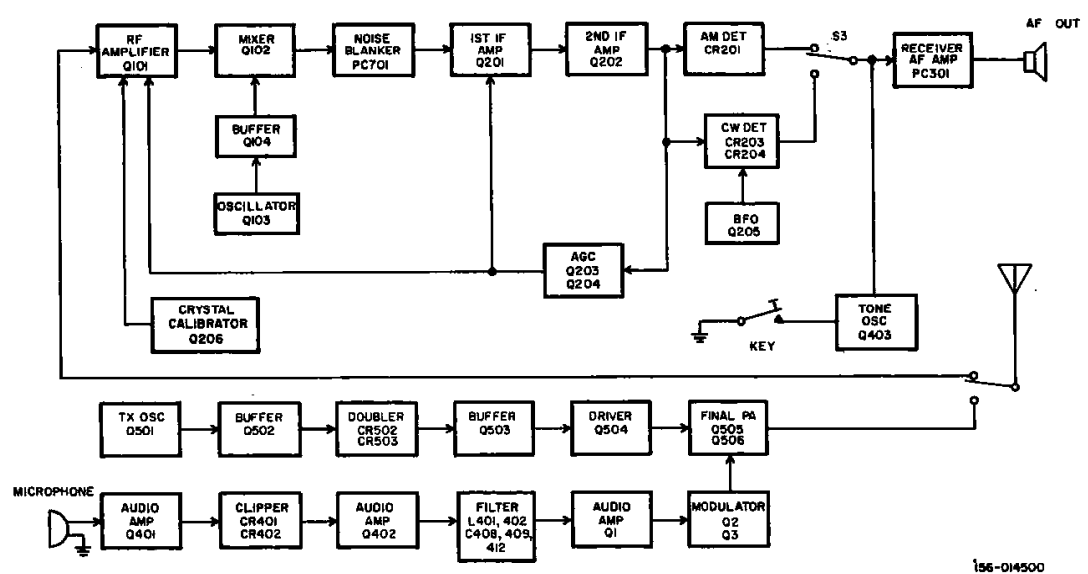 AF OUT
RF
AMPLIFIER
Q101
MIXER
Q102
NOISE
BLANKER
PC701
1ST IF
AMP
Q201
2ND IF
AMP
Q202
AM DET
CR201
S3
RECEIVER
AF AMP
PC301
BUFFER
Q104
CW DET
CR203
CR204
OSCILLATOR
Q103
BFO
Q205
AGC
Q203
Q204
CRYSTAL
CALIBRATOR
Q206
KEY
TONE
OSC
Q403
TX OSC
Q501
BUFFER
Q502
DOUBLER
CR502
CR503
BUFFER
Q503
DRIVER
Q504
FINAL PA
Q505
Q506
MICROPHONE
AUDIO
AMP
Q401
CLIPPER
CR401
CR402
AUDIO
AMP
Q402
FILTER
L401, 402
C408, 409,
412
AUDIO
AMP
Q1
MODULATOR
Q2
Q3
156-014500